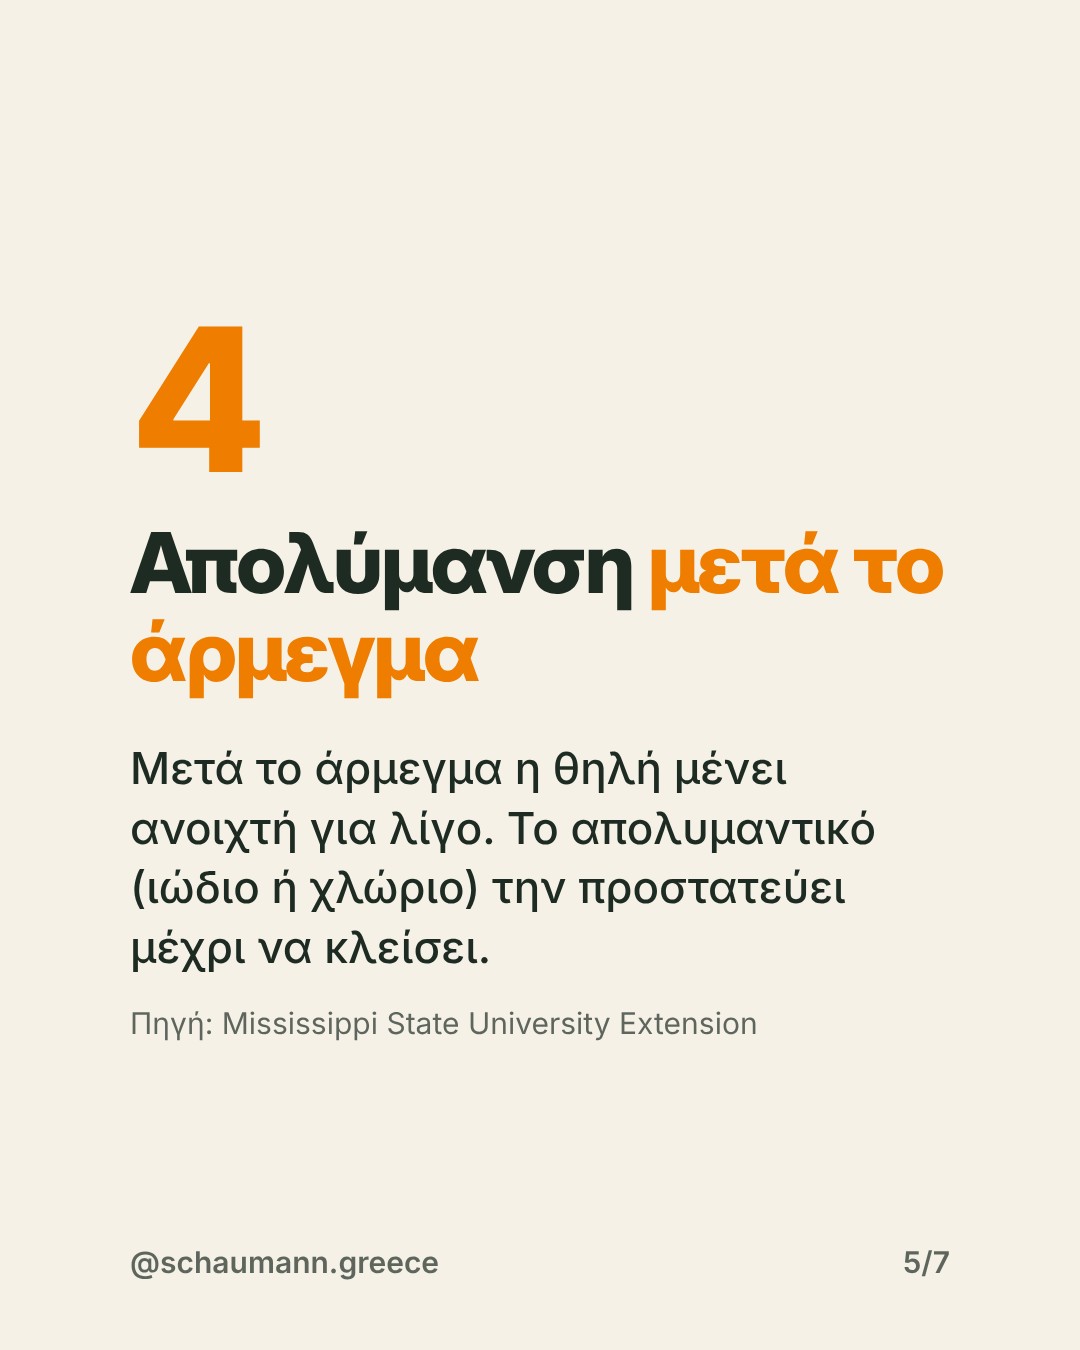 4
Απολύμανση μετά το
άρμεγμα
Μετά το άρμεγμα η θηλή μένει
ανοιχτή για λίγο. Το απολυμαντικό
(ιώδιο ή χλώριο) την προστατεύει
μέχρι να κλείσει.
Πηγή: Mississippi State University Extension
@schaumann.greece
5/7